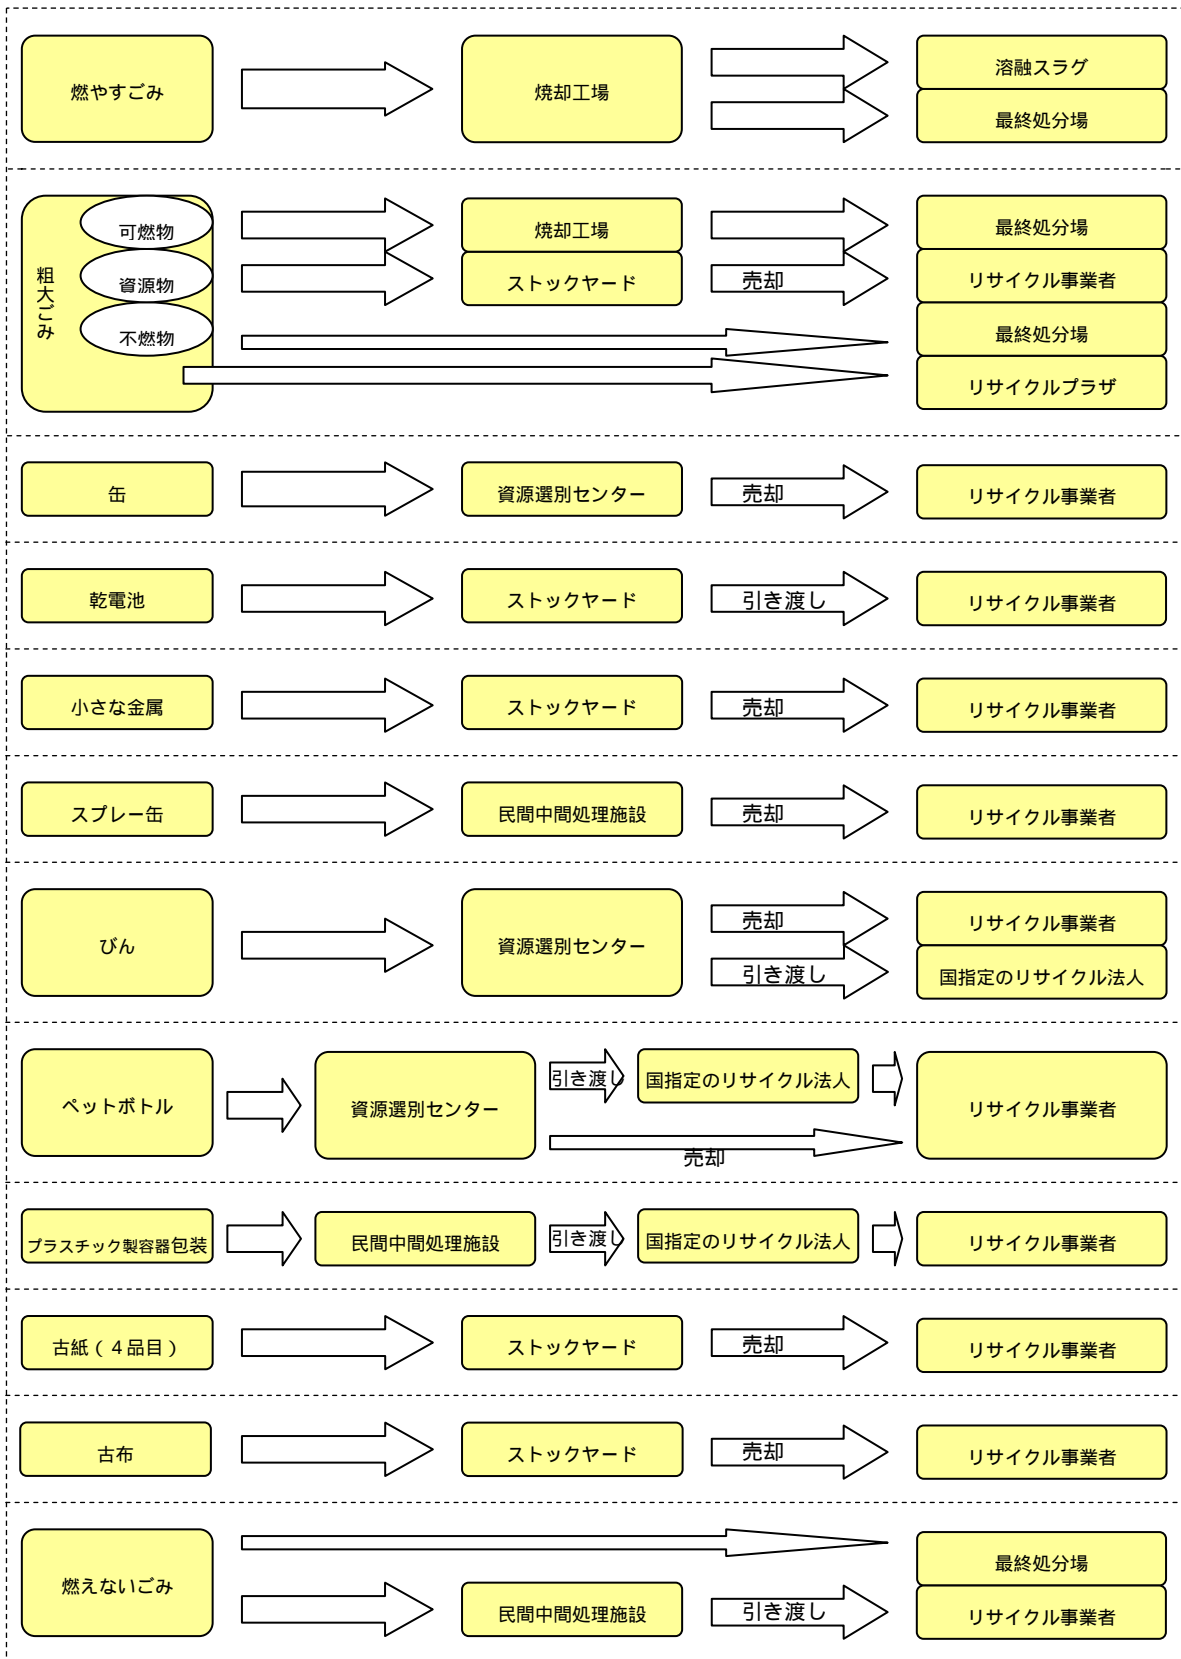 燃やすごみ
焼却工場
溶融スラグ
最終処分場
粗大ごみ
可燃物
焼却工場
最終処分場
資源物
ストックヤード
売却
リサイクル事業者
不燃物
最終処分場
リサイクルプラザ
缶
資源選別センター
売却
リサイクル事業者
乾電池
ストックヤード
引き渡し
リサイクル事業者
小さな金属
ストックヤード
売却
リサイクル事業者
スプレー缶
民間中間処理施設
売却
リサイクル事業者
びん
資源選別センター
売却
リサイクル事業者
引き渡し
国指定のリサイクル法人
ペットボトル
資源選別センター
引き渡し
国指定のリサイクル法人
リサイクル事業者
売却
プラスチック製容器包装
民間中間処理施設
引き渡し
国指定のリサイクル法人
リサイクル事業者
古紙（４品目）
ストックヤード
売却
リサイクル事業者
古布
ストックヤード
売却
リサイクル事業者
燃えないごみ
最終処分場
民間中間処理施設
引き渡し
リサイクル事業者